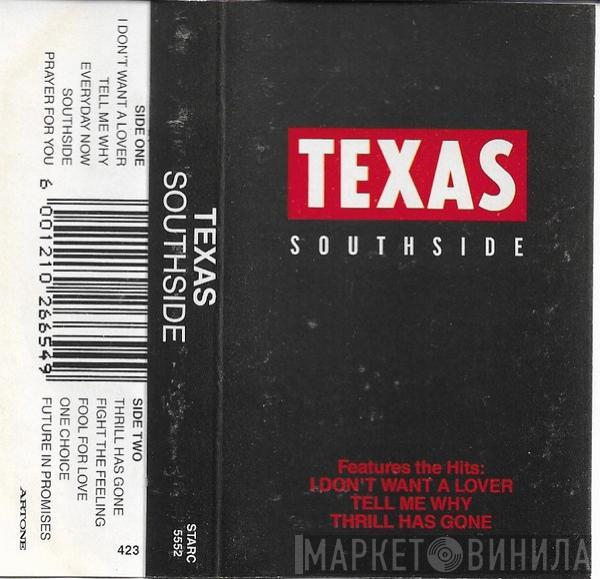 SIDE ONE
I DON'T WANT A LOVER
TELL ME WHY
EVERYDAY NOW
SOUTHSIDE
PRAYER FOR YOU
6 001210 266549
SIDE TWO
THRILL HAS GONE
FIGHT THE FEELING
FOOL FOR LOVE
ONE CHOICE
FUTURE IN PROMISES
ARTONE
423
TEXAS
SOUTHSIDE
STARC
5552
TEXAS
SOUTHSIDE
Features the Hits:
I DON'T WANT A LOVER
TELL ME WHY
THRILL HAS GONE
МАРКЕТ ВИНИЛА